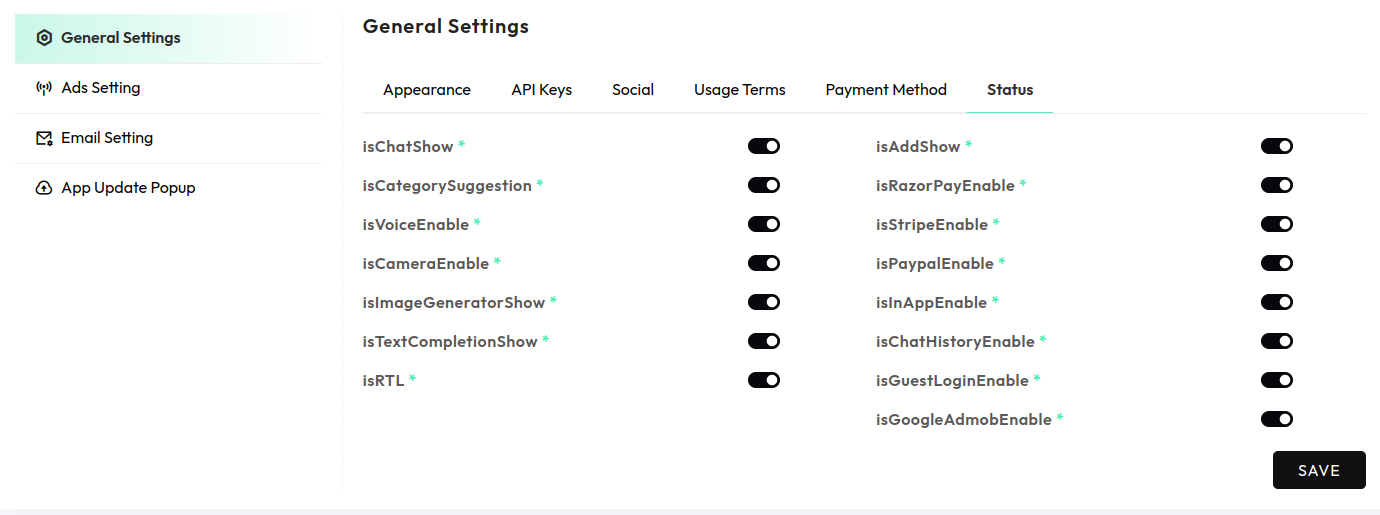 General Settings
Ads Setting
Email Setting
App Update Popup
General Settings
Appearance API Keys Social Usage Terms Payment Method Status
isChatShow *
isCategorySuggestion *
isVoiceEnable *
isCameraEnable *
isImageGeneratorShow *
isTextCompletionShow *
isRTL *
isAddShow *
isRazorPayEnable *
isStripeEnable *
isPaypalEnable *
isInAppEnable *
isChatHistoryEnable *
isGuestLoginEnable *
isGoogleAdmobEnable *
SAVE